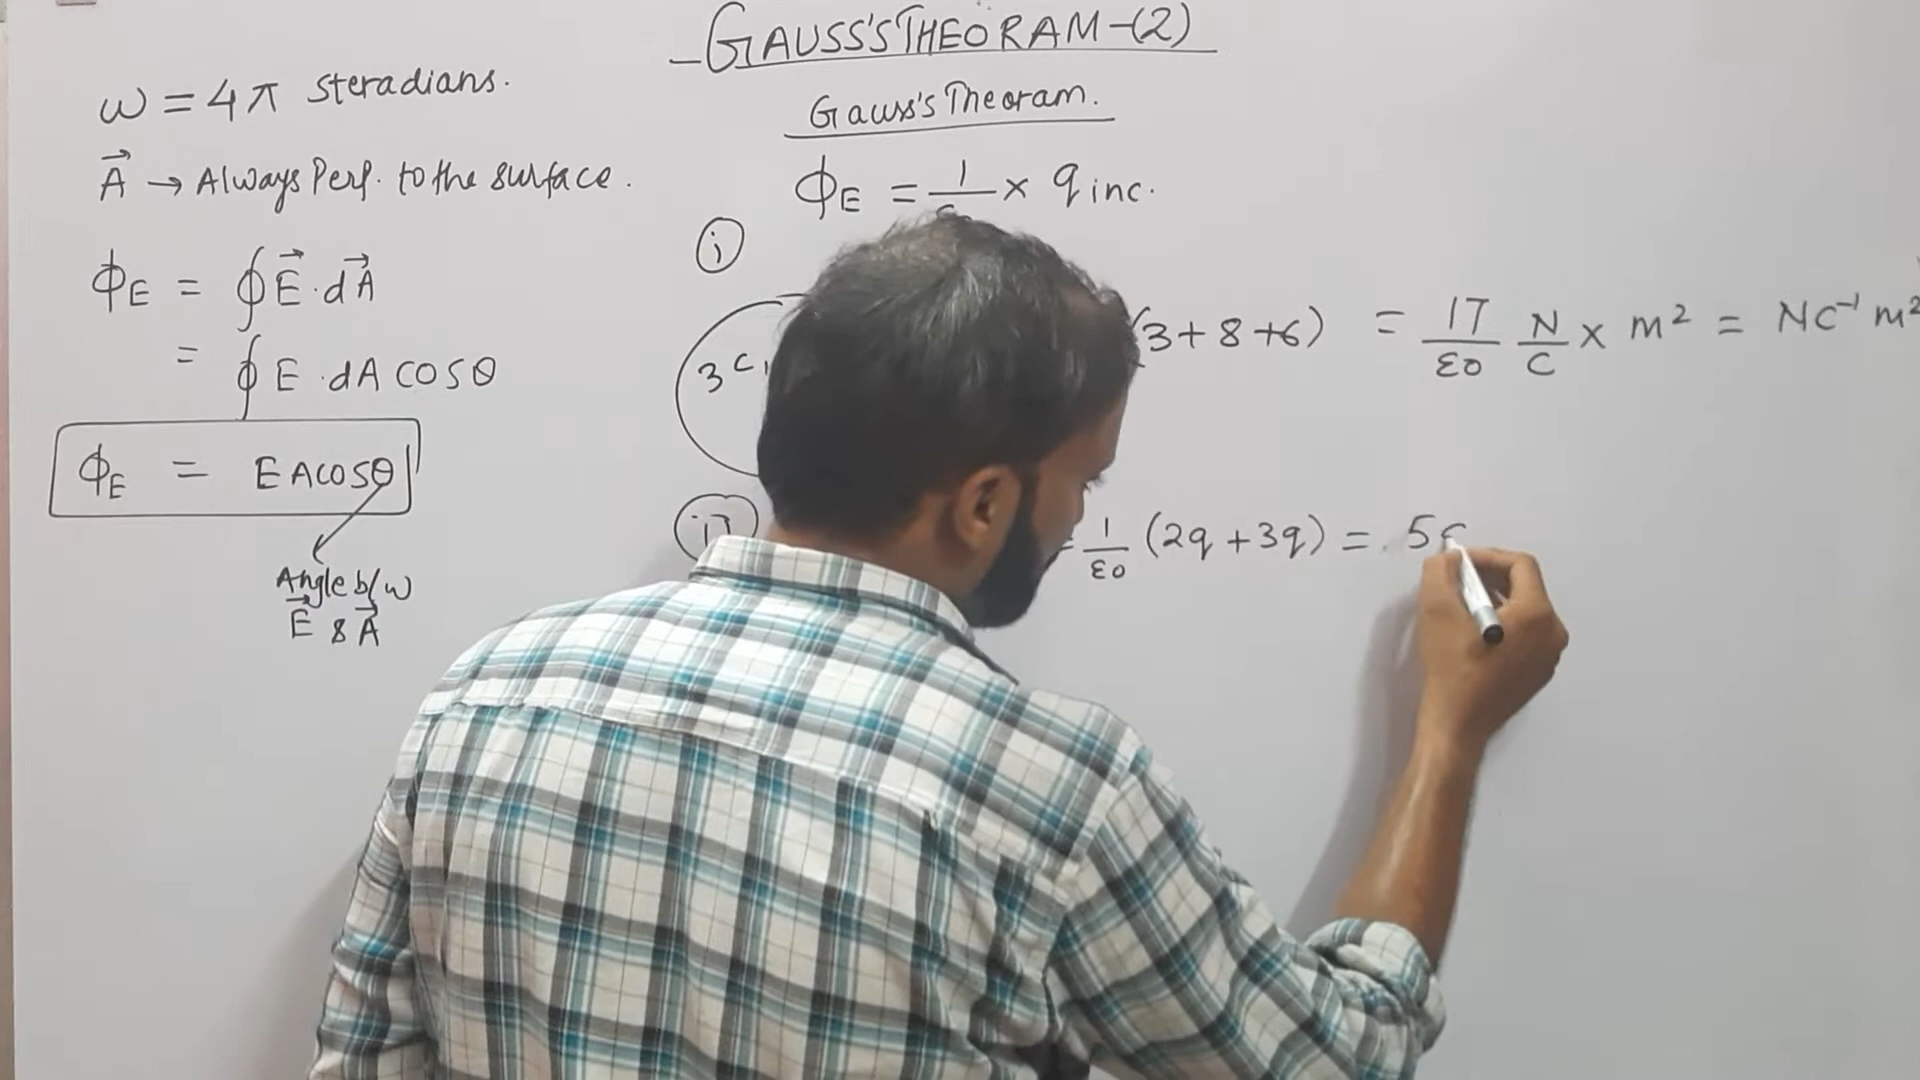 GAUSS'S THEORAM-(2)
ω = 4π steradians.
A⃗ → Always Perp. to the surface.
ϕE = ∮ E⃗ · dA⃗
= ∮ E · dA COSθ
ϕE = EACOSθ
Angle b/w
E⃗ & A⃗
Gauss's Theoram.
ϕE = 1/ × q inc.
(i)
3C, (3 + 8 + 6) = 17/ε0 N/C × m² = NC⁻¹ m²
(ii) = 1/ε0 (2q + 3q) = 5